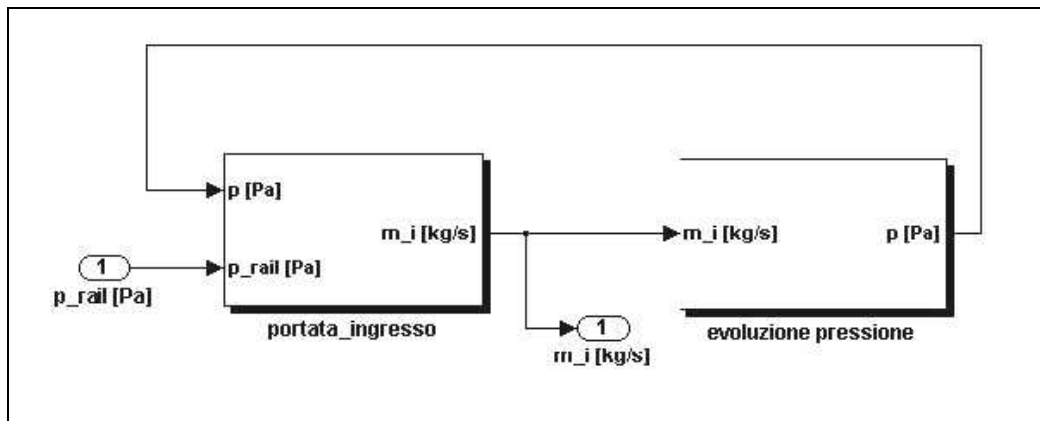 p [Pa]
m_i [kg/s]
p_rail [Pa]
1
p_rail [Pa]
portata_ingresso
1
m_i [kg/s]
m_i [kg/s]
p [Pa]
evoluzione pressione